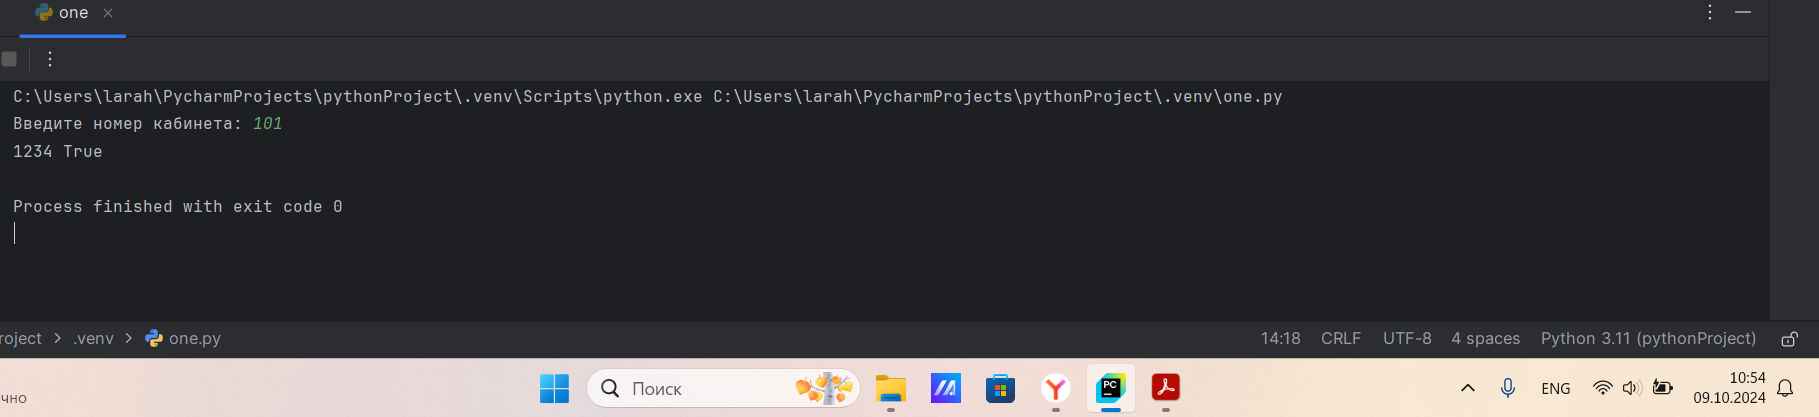 one
C:\Users\larah\PycharmProjects\pythonProject\.venv\Scripts\python.exe C:\Users\larah\PycharmProjects\pythonProject\.venv\one.py
Введите номер кабинета: 101
1234 True
Process finished with exit code 0
roject > .venv > one.py 14:18 CRLF UTF-8 4 spaces Python 3.11 (pythonProject)
чно Поиск PC ENG 10:54
09.10.2024